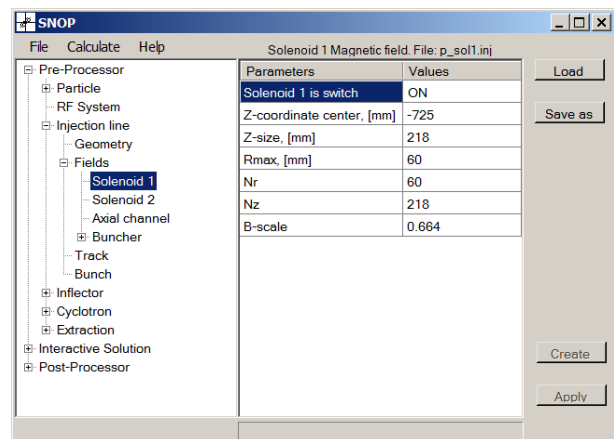 SNOP
File Calculate Help
Solenoid 1 Magnetic field. File: p_sol1.inj
Pre-Processor
Particle
RF System
Injection line
Geometry
Fields
Solenoid 1
Solenoid 2
Axial channel
Buncher
Track
Bunch
Inflector
Cyclotron
Extraction
Interactive Solution
Post-Processor
Parameters Values
Solenoid 1 is switch ON
Z-coordinate center, [mm] -725
Z-size, [mm] 218
Rmax, [mm] 60
Nr 60
Nz 218
B-scale 0.664
Load
Save as
Create
Apply